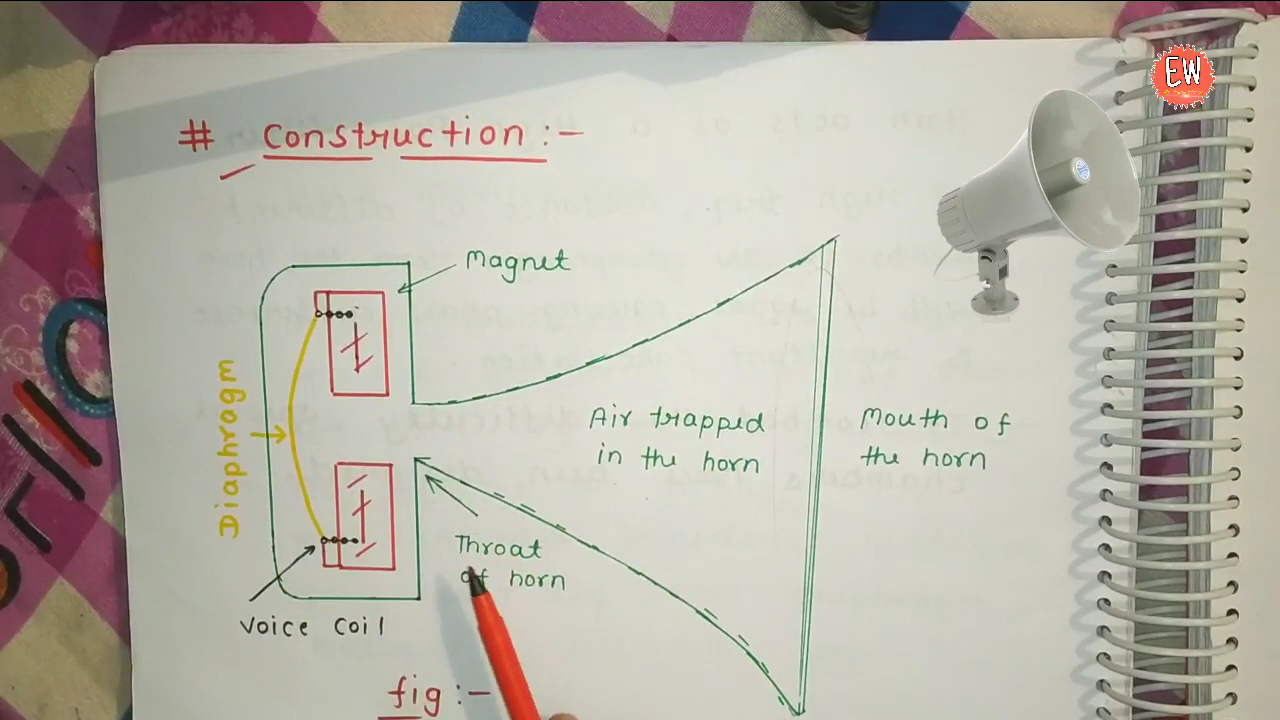 EW
# Construction :-
Magnet
Diaphragm
Air trapped
in the horn
Mouth of
the horn
Throat
of horn
Voice coil
fig :-